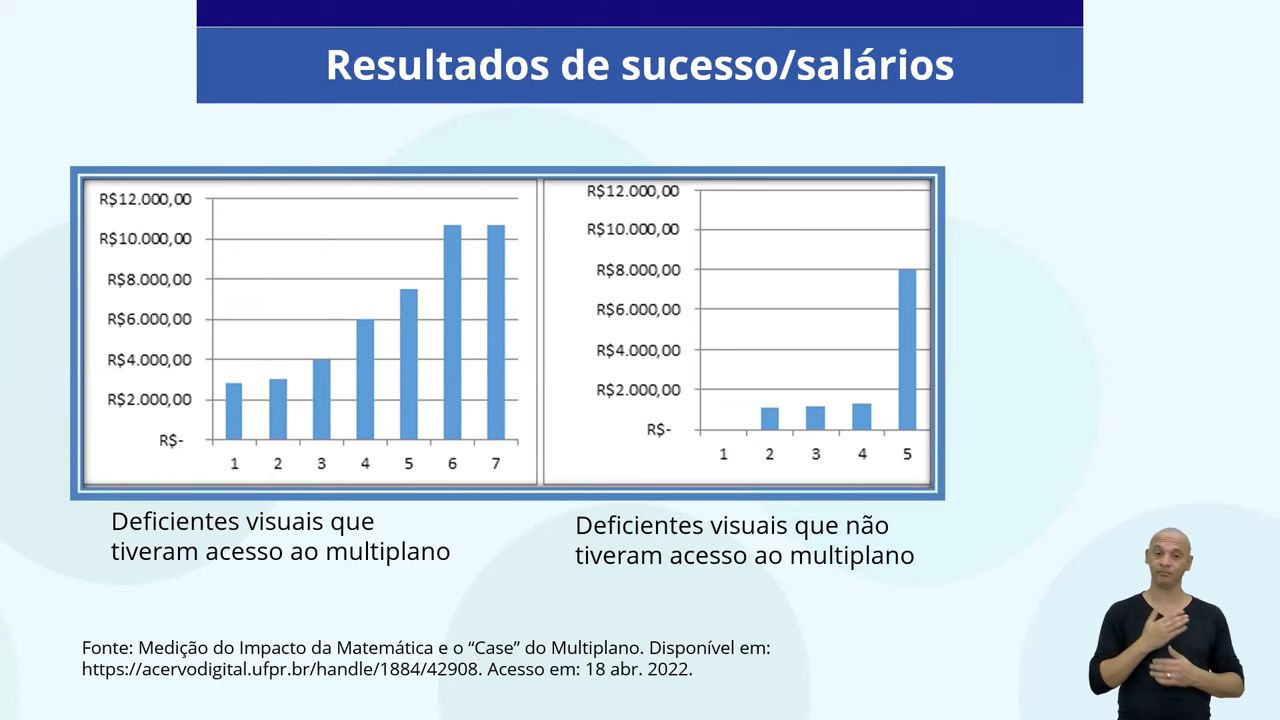 Resultados de sucesso/salários
R$12.000,00
R$10.000,00
R$8.000,00
R$6.000,00
R$4.000,00
R$2.000,00
R$-
1 2 3 4 5 6 7
R$12.000,00
R$10.000,00
R$8.000,00
R$6.000,00
R$4.000,00
R$2.000,00
R$-
1 2 3 4 5
Deficientes visuais que
tiveram acesso ao multiplano
Deficientes visuais que não
tiveram acesso ao multiplano
Fonte: Medição do Impacto da Matemática e o “Case” do Multiplano. Disponível em:
https://acervodigital.ufpr.br/handle/1884/42908. Acesso em: 18 abr. 2022.